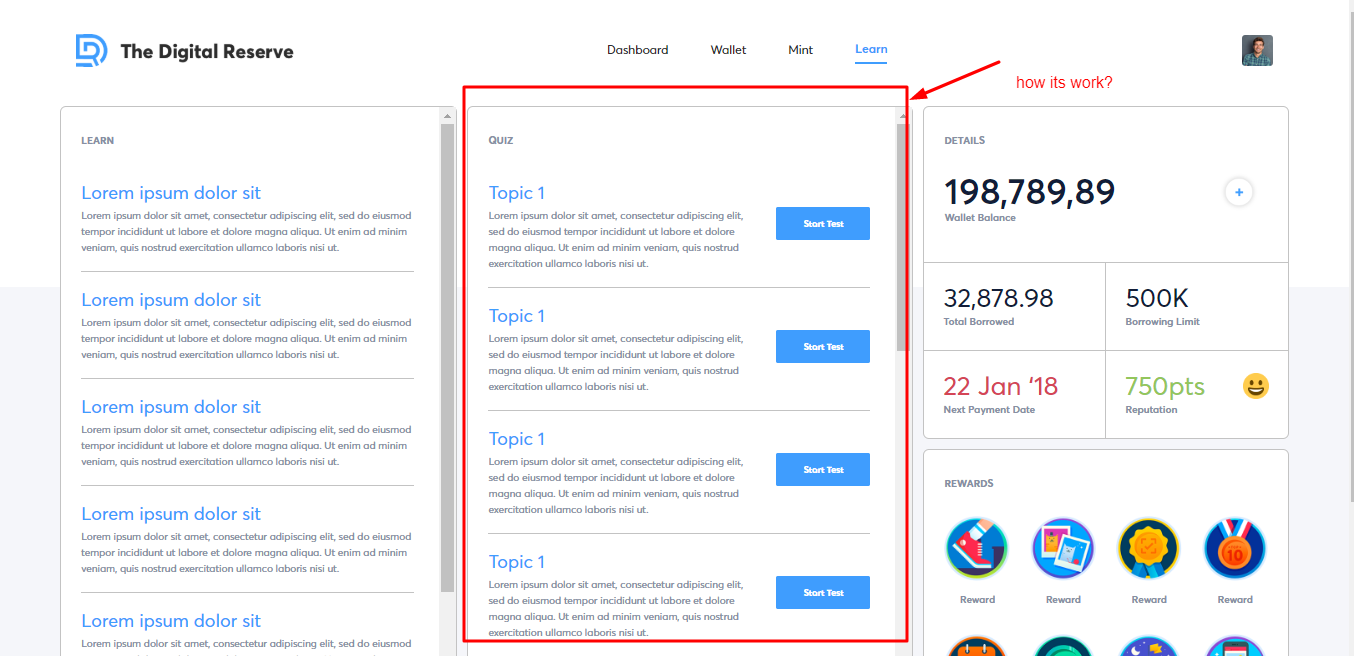 The Digital Reserve
Dashboard
Wallet
Mint
Learn
how its work?
LEARN
Lorem ipsum dolor sit
Lorem ipsum dolor sit amet, consectetur adipiscing elit, sed do eiusmod
tempor incididunt ut labore et dolore magna aliqua. Ut enim ad minim
veniam, quis nostrud exercitation ullamco laboris nisi ut.
Lorem ipsum dolor sit
Lorem ipsum dolor sit amet, consectetur adipiscing elit, sed do eiusmod
tempor incididunt ut labore et dolore magna aliqua. Ut enim ad minim
veniam, quis nostrud exercitation ullamco laboris nisi ut.
Lorem ipsum dolor sit
Lorem ipsum dolor sit amet, consectetur adipiscing elit, sed do eiusmod
tempor incididunt ut labore et dolore magna aliqua. Ut enim ad minim
veniam, quis nostrud exercitation ullamco laboris nisi ut.
Lorem ipsum dolor sit
Lorem ipsum dolor sit amet, consectetur adipiscing elit, sed do eiusmod
tempor incididunt ut labore et dolore magna aliqua. Ut enim ad minim
veniam, quis nostrud exercitation ullamco laboris nisi ut.
Lorem ipsum dolor sit
Lorem ipsum dolor sit amet, consectetur adipiscing elit, sed do eiusmod
QUIZ
Topic 1
Lorem ipsum dolor sit amet, consectetur adipiscing elit,
sed do eiusmod tempor incididunt ut labore et dolore
magna aliqua. Ut enim ad minim veniam, quis nostrud
exercitation ullamco laboris nisi ut.
Start Test
Topic 1
Lorem ipsum dolor sit amet, consectetur adipiscing elit,
sed do eiusmod tempor incididunt ut labore et dolore
magna aliqua. Ut enim ad minim veniam, quis nostrud
exercitation ullamco laboris nisi ut.
Start Test
Topic 1
Lorem ipsum dolor sit amet, consectetur adipiscing elit,
sed do eiusmod tempor incididunt ut labore et dolore
magna aliqua. Ut enim ad minim veniam, quis nostrud
exercitation ullamco laboris nisi ut.
Start Test
Topic 1
Lorem ipsum dolor sit amet, consectetur adipiscing elit,
sed do eiusmod tempor incididunt ut labore et dolore
magna aliqua. Ut enim ad minim veniam, quis nostrud
exercitation ullamco laboris nisi ut.
Start Test
DETAILS
198,789,89
Wallet Balance
32,878.98
Total Borrowed
500K
Borrowing Limit
22 Jan ‘18
Next Payment Date
750pts
Reputation
REWARDS
10
Reward
Reward
Reward
Reward